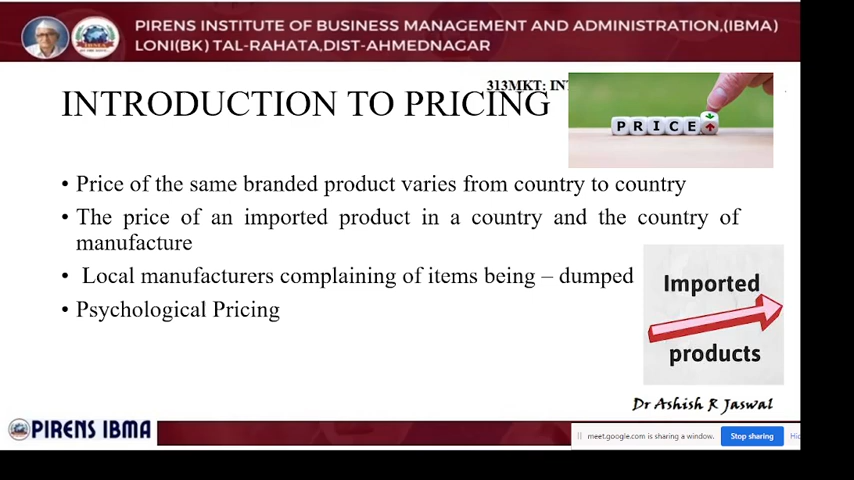 PIRENS INSTITUTE OF BUSINESS MANAGEMENT AND ADMINISTRATION,(IBMA)
LONI(BK) TAL-RAHATA,DIST-AHMEDNAGAR
313MKT: INT
INTRODUCTION TO PRICING
PRICE
• Price of the same branded product varies from country to country
• The price of an imported product in a country and the country of
manufacture
• Local manufacturers complaining of items being – dumped
• Psychological Pricing
Imported
products
Dr Ashish R Jaswal
PIRENS IBMA
meet.google.com is sharing a window.
Stop sharing